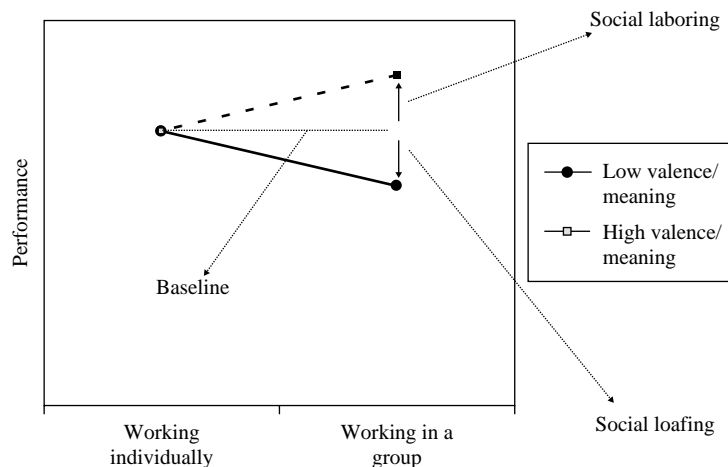 Social laboring
Performance
Low valence/
meaning
High valence/
meaning
Baseline
Social loafing
Working
individually
Working in a
group